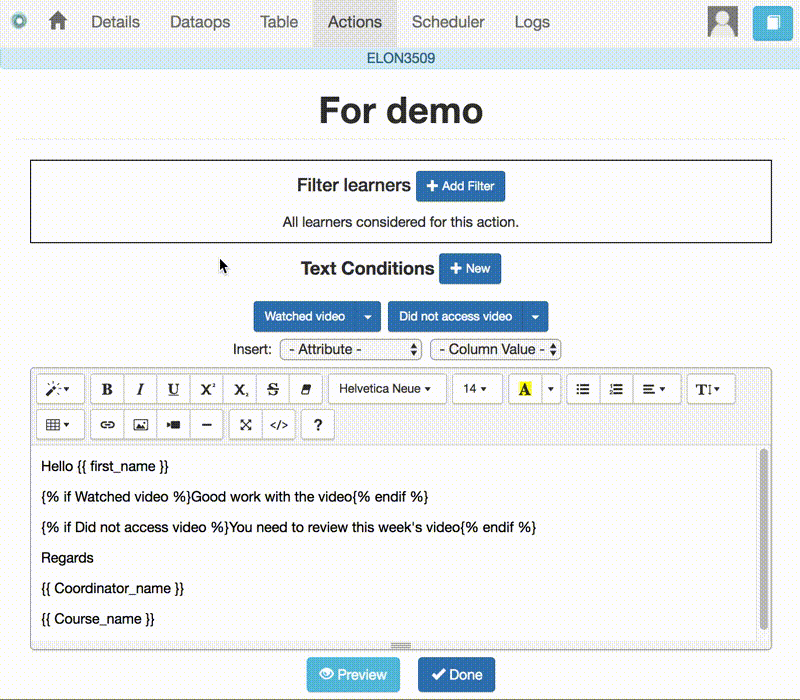 Details Dataops Table Actions Scheduler Logs
ELON3509
For demo
Filter learners + Add Filter
All learners considered for this action.
Text Conditions + New
Watched video Did not access video
Insert: - Attribute - - Column Value -
B I U X² X₂ S Helvetica Neue 14 A T
</> ?
Hello {{ first_name }}
{% if Watched video %}Good work with the video{% endif %}
{% if Did not access video %}You need to review this week's video{% endif %}
Regards
{{ Coordinator_name }}
{{ Course_name }}
Preview Done